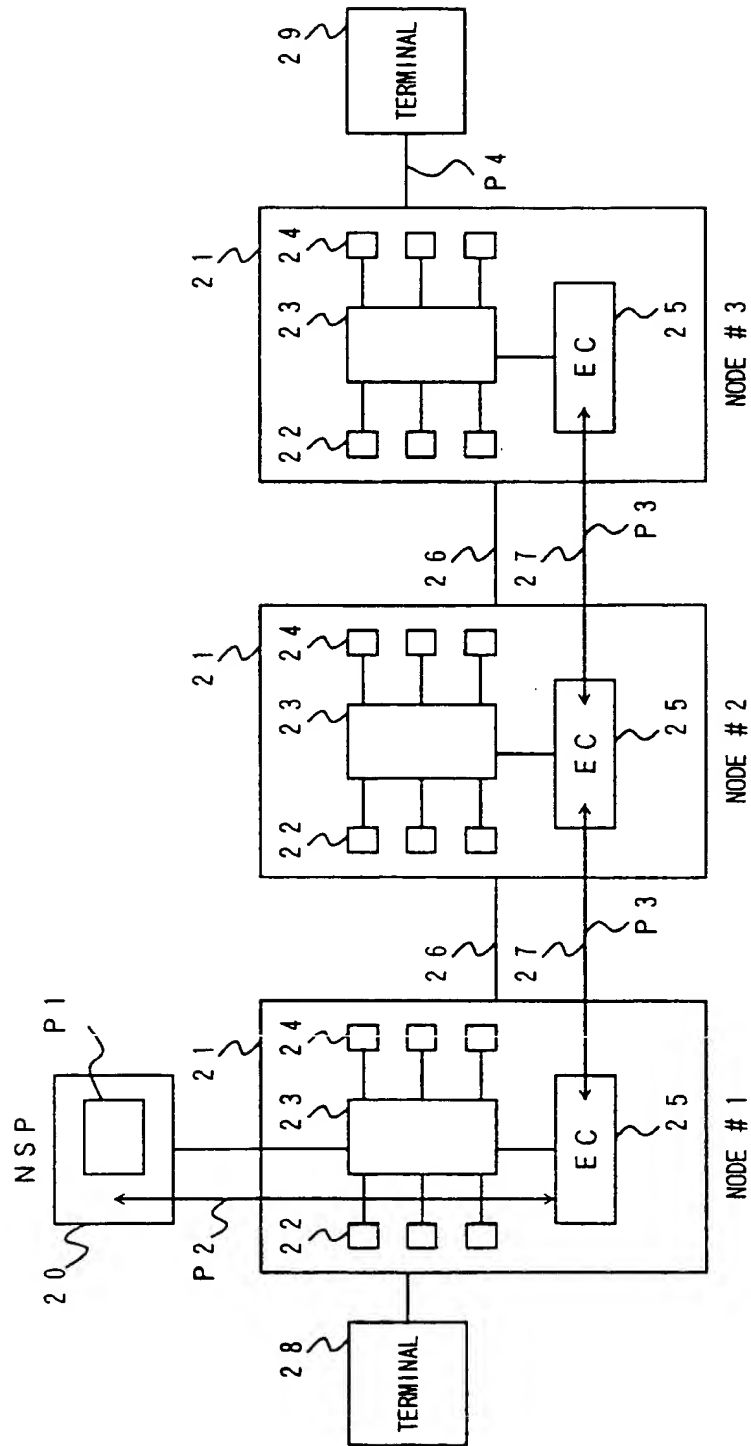 NSP
20
P1
P2
21
21
21
28
22
23
24
22
23
24
22
23
24
29
TERMINAL
TERMINAL
P4
26
26
27
27
EC
EC
EC
P3
P3
25
25
25
NODE #1
NODE #2
NODE #3